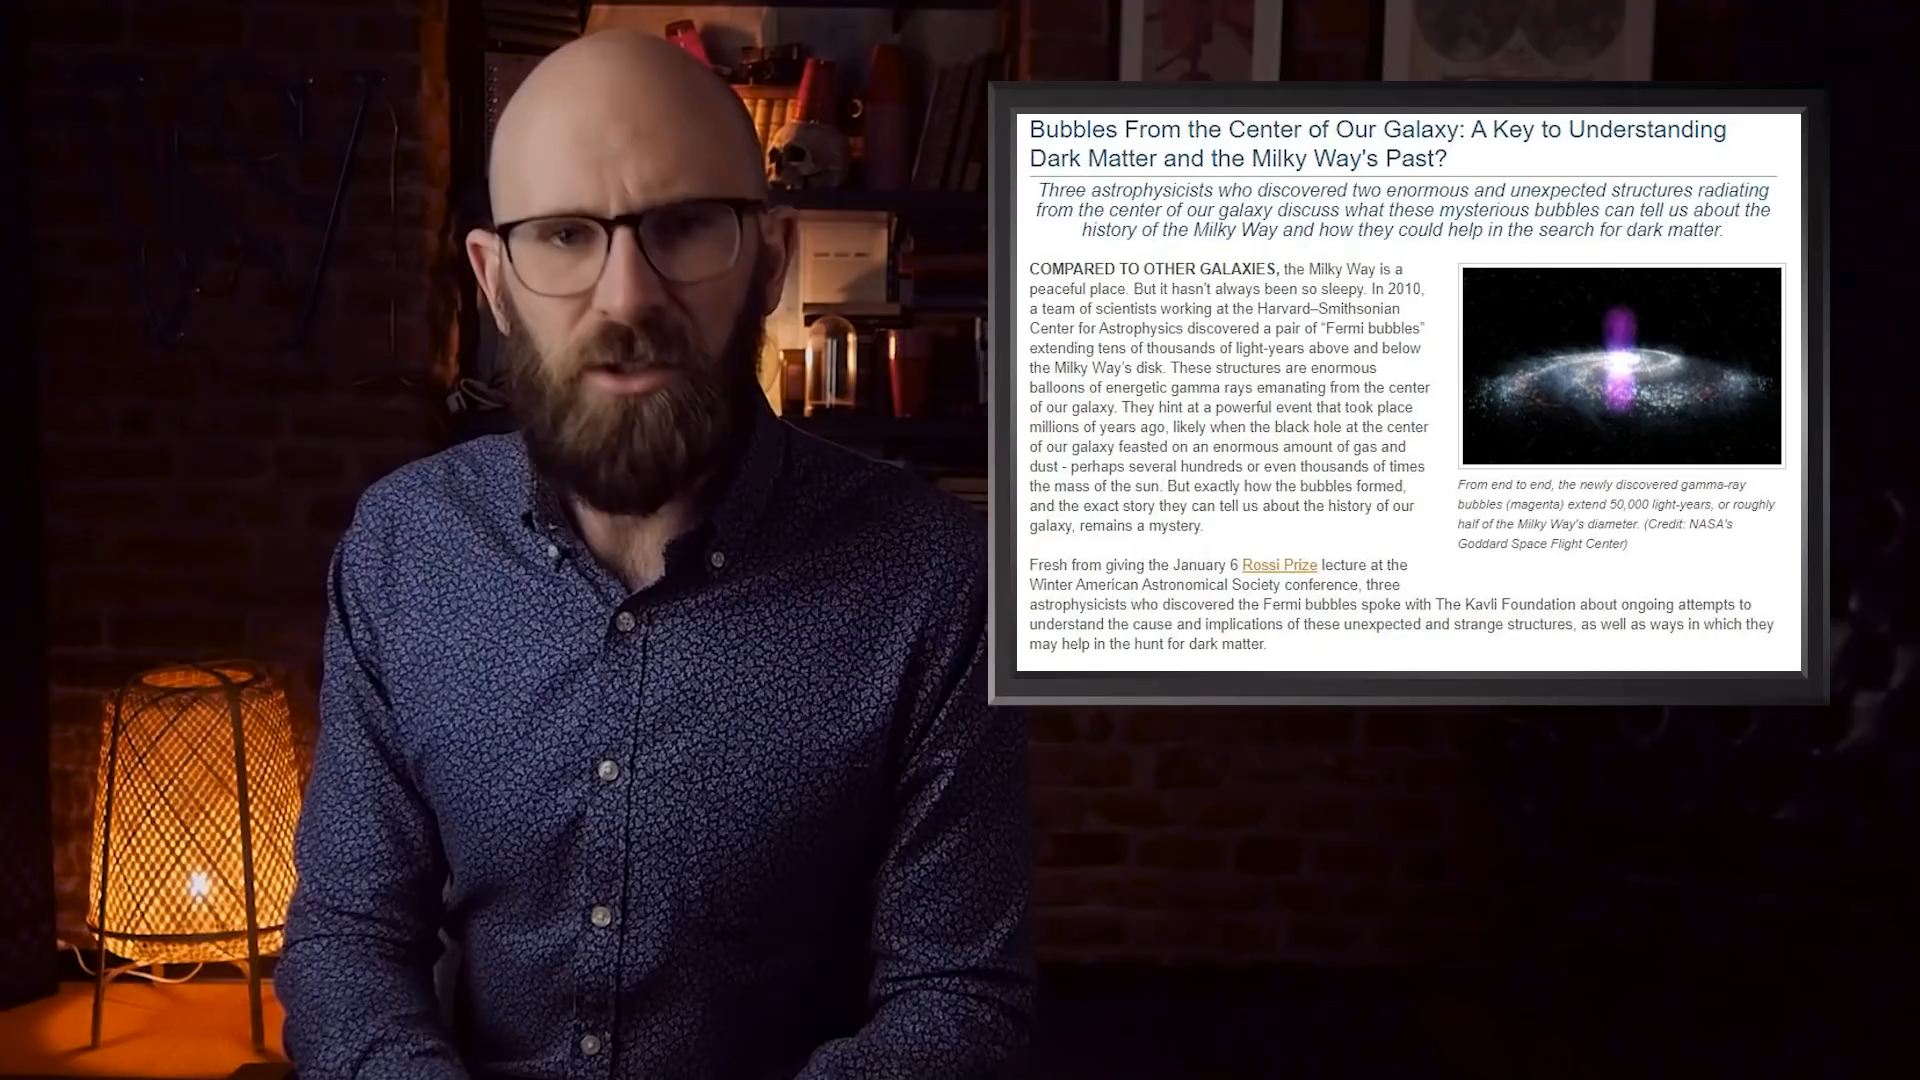 Bubbles From the Center of Our Galaxy: A Key to Understanding
Dark Matter and the Milky Way's Past?
Three astrophysicists who discovered two enormous and unexpected structures radiating
from the center of our galaxy discuss what these mysterious bubbles can tell us about the
history of the Milky Way and how they could help in the search for dark matter.
COMPARED TO OTHER GALAXIES, the Milky Way is a
peaceful place. But it hasn't always been so sleepy. In 2010,
a team of scientists working at the Harvard–Smithsonian
Center for Astrophysics discovered a pair of “Fermi bubbles”
extending tens of thousands of light-years above and below
the Milky Way’s disk. These structures are enormous
balloons of energetic gamma rays emanating from the center
of our galaxy. They hint at a powerful event that took place
millions of years ago, likely when the black hole at the center
of our galaxy feasted on an enormous amount of gas and
dust - perhaps several hundreds or even thousands of times
the mass of the sun. But exactly how the bubbles formed,
and the exact story they can tell us about the history of our
galaxy, remains a mystery.
From end to end, the newly discovered gamma-ray
bubbles (magenta) extend 50,000 light-years, or roughly
half of the Milky Way's diameter. (Credit: NASA's
Goddard Space Flight Center)
Fresh from giving the January 6 Rossi Prize lecture at the
Winter American Astronomical Society conference, three
astrophysicists who discovered the Fermi bubbles spoke with The Kavli Foundation about ongoing attempts to
understand the cause and implications of these unexpected and strange structures, as well as ways in which they
may help in the hunt for dark matter.